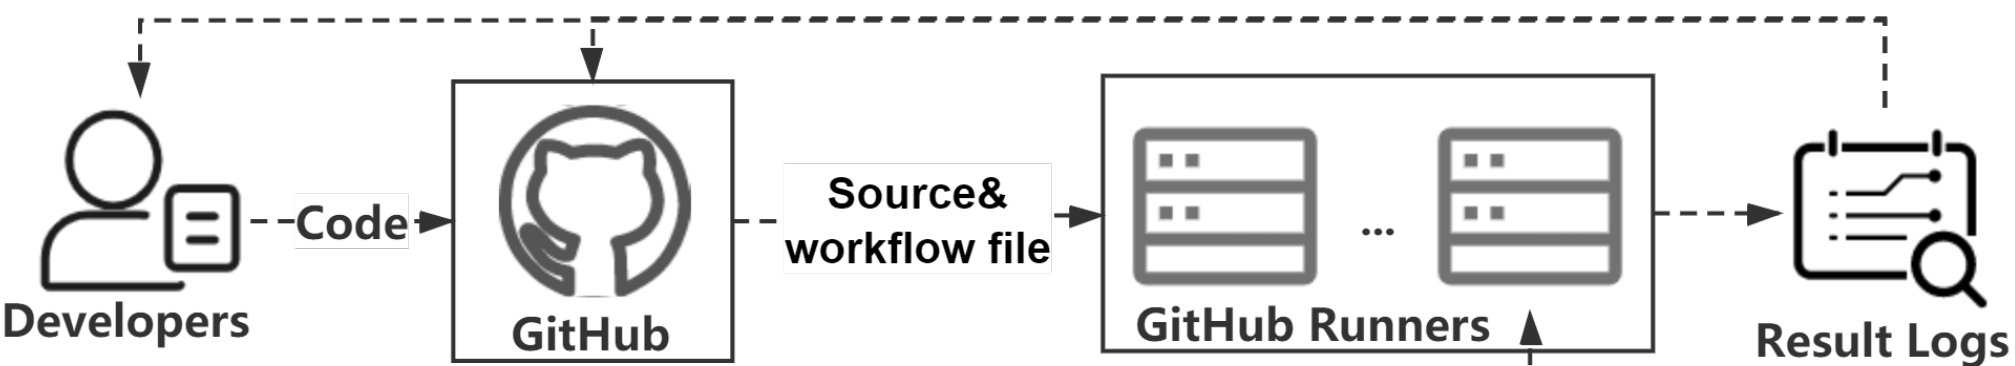 Code
Source&
workflow file
...
Developers
GitHub
GitHub Runners
Result Logs